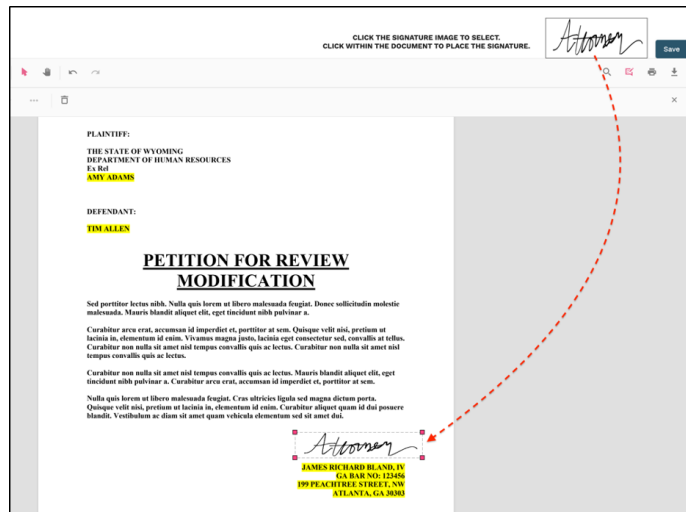 CLICK THE SIGNATURE IMAGE TO SELECT.
CLICK WITHIN THE DOCUMENT TO PLACE THE SIGNATURE.
Attorney
Save
PLAINTIFF:
THE STATE OF WYOMING
DEPARTMENT OF HUMAN RESOURCES
Ex Rel
AMY ADAMS
DEFENDANT:
TIM ALLEN
PETITION FOR REVIEW
MODIFICATION
Sed porttitor lectus nibh. Nulla quis lorem ut libero malesuada feugiat. Donec sollicitudin molestie
malesuada. Mauris blandit aliquet elit, eget tincidunt nibh pulvinar a.
Curabitur arcu erat, accumsan id imperdiet et, porttitor at sem. Quisque velit nisi, pretium ut
lacinia in, elementum id enim. Vivamus magna justo, lacinia eget consectetur sed, convallis at tellus.
Curabitur non nulla sit amet nisl tempus convallis quis ac lectus. Curabitur non nulla sit amet nisl
tempus convallis quis ac lectus.
Curabitur non nulla sit amet nisl tempus convallis quis ac lectus. Mauris blandit aliquet elit, eget
tincidunt nibh pulvinar a. Curabitur arcu erat, accumsan id imperdiet et, porttitor at sem.
Nulla quis lorem ut libero malesuada feugiat. Cras ultricies ligula sed magna dictum porta.
Quisque velit nisi, pretium ut lacinia in, elementum id enim. Curabitur aliquet quam id dui posuere
blandit. Vestibulum ac diam sit amet quam vehicula elementum sed sit amet dui.
Attorney
JAMES RICHARD BLAND, IV
GA BAR NO: 123456
199 PEACHTREE STREET, NW
ATLANTA, GA 30303